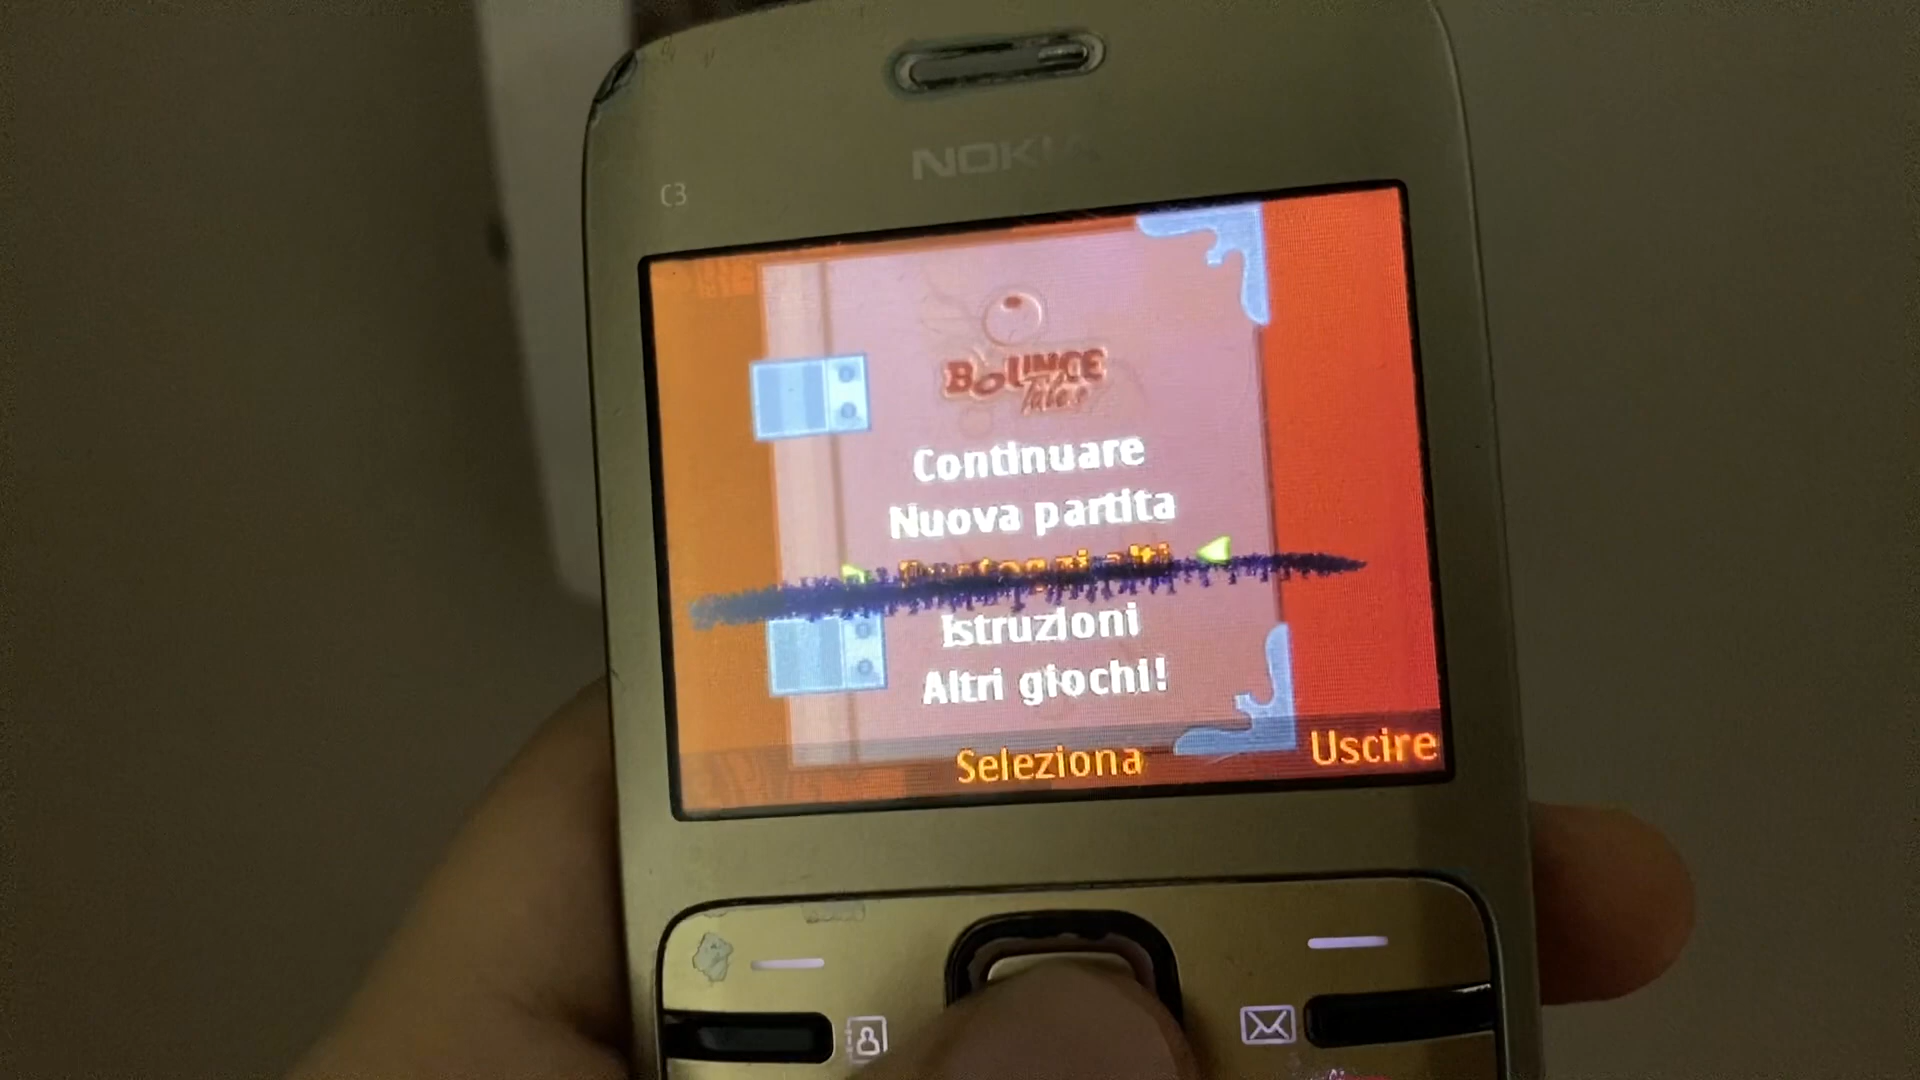 NOKIA
C3
BOUNCE
Tales
Continuare
Nuova partita
Istruzioni
Altri giochi!
Seleziona
Uscire